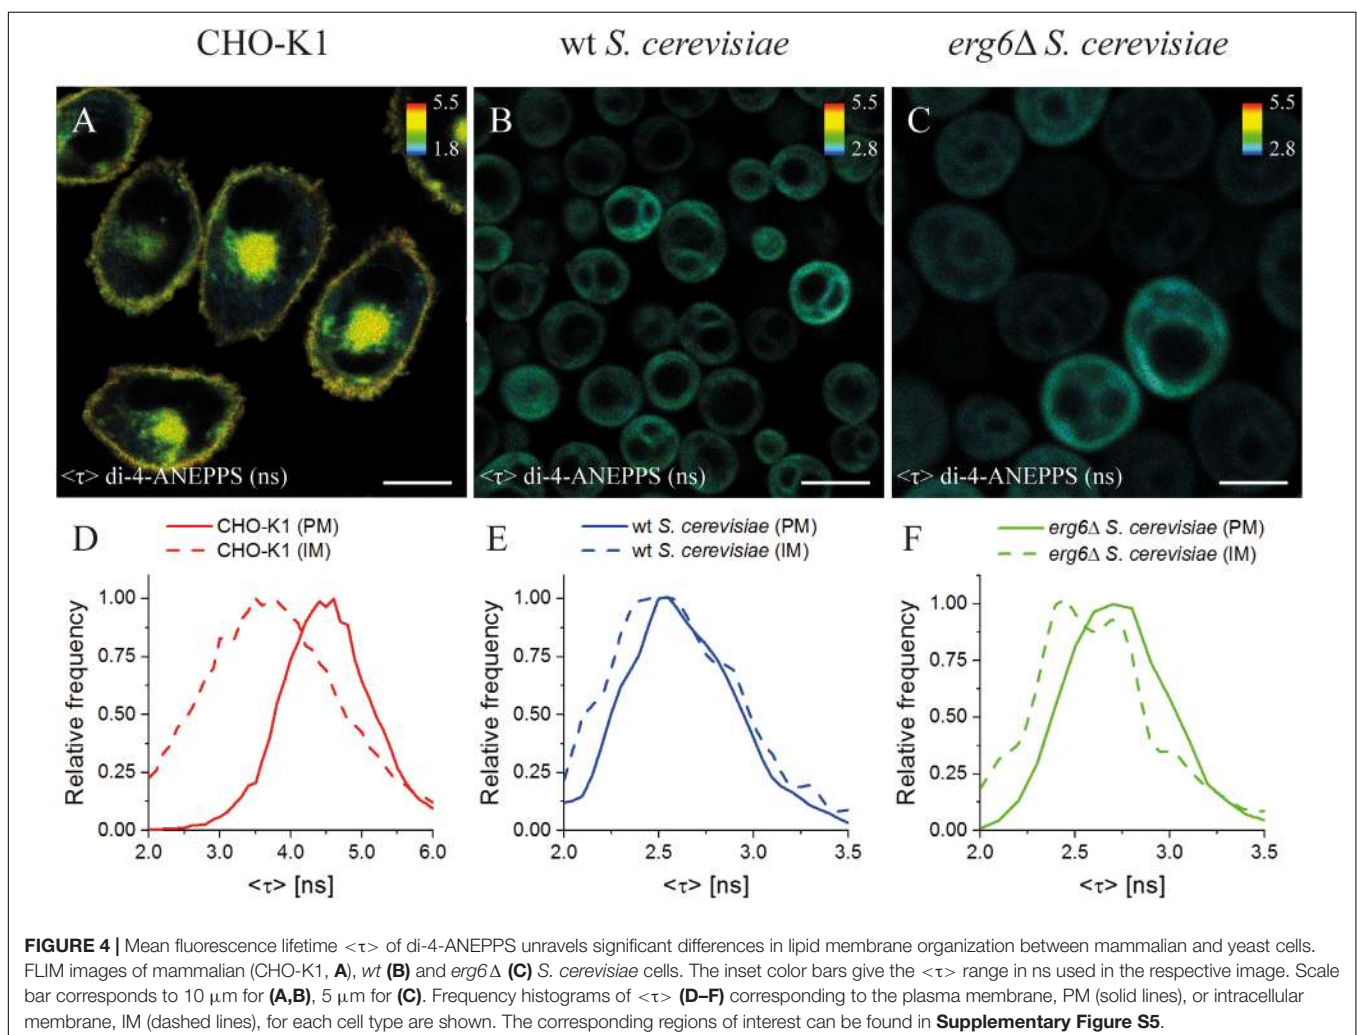 CHO-K1
wt S. cerevisiae
erg6Δ S. cerevisiae
A
5.5
1.8
<τ> di-4-ANEPPS (ns)
B
5.5
2.8
<τ> di-4-ANEPPS (ns)
C
5.5
2.8
<τ> di-4-ANEPPS (ns)
D
CHO-K1 (PM)
CHO-K1 (IM)
Relative frequency
1.00
0.75
0.50
0.25
0.00
2.0 3.0 4.0 5.0 6.0
<τ> [ns]
E
wt S. cerevisiae (PM)
wt S. cerevisiae (IM)
Relative frequency
1.00
0.75
0.50
0.25
0.00
2.0 2.5 3.0 3.5
<τ> [ns]
F
erg6Δ S. cerevisiae (PM)
erg6Δ S. cerevisiae (IM)
Relative frequency
1.00
0.75
0.50
0.25
0.00
2.0 2.5 3.0 3.5
<τ> [ns]
FIGURE 4 | Mean fluorescence lifetime <τ> of di-4-ANEPPS unravels significant differences in lipid membrane organization between mammalian and yeast cells.
FLIM images of mammalian (CHO-K1, A), wt (B) and erg6Δ (C) S. cerevisiae cells. The inset color bars give the <τ> range in ns used in the respective image. Scale
bar corresponds to 10 μm for (A,B), 5 μm for (C). Frequency histograms of <τ> (D–F) corresponding to the plasma membrane, PM (solid lines), or intracellular
membrane, IM (dashed lines), for each cell type are shown. The corresponding regions of interest can be found in Supplementary Figure S5.